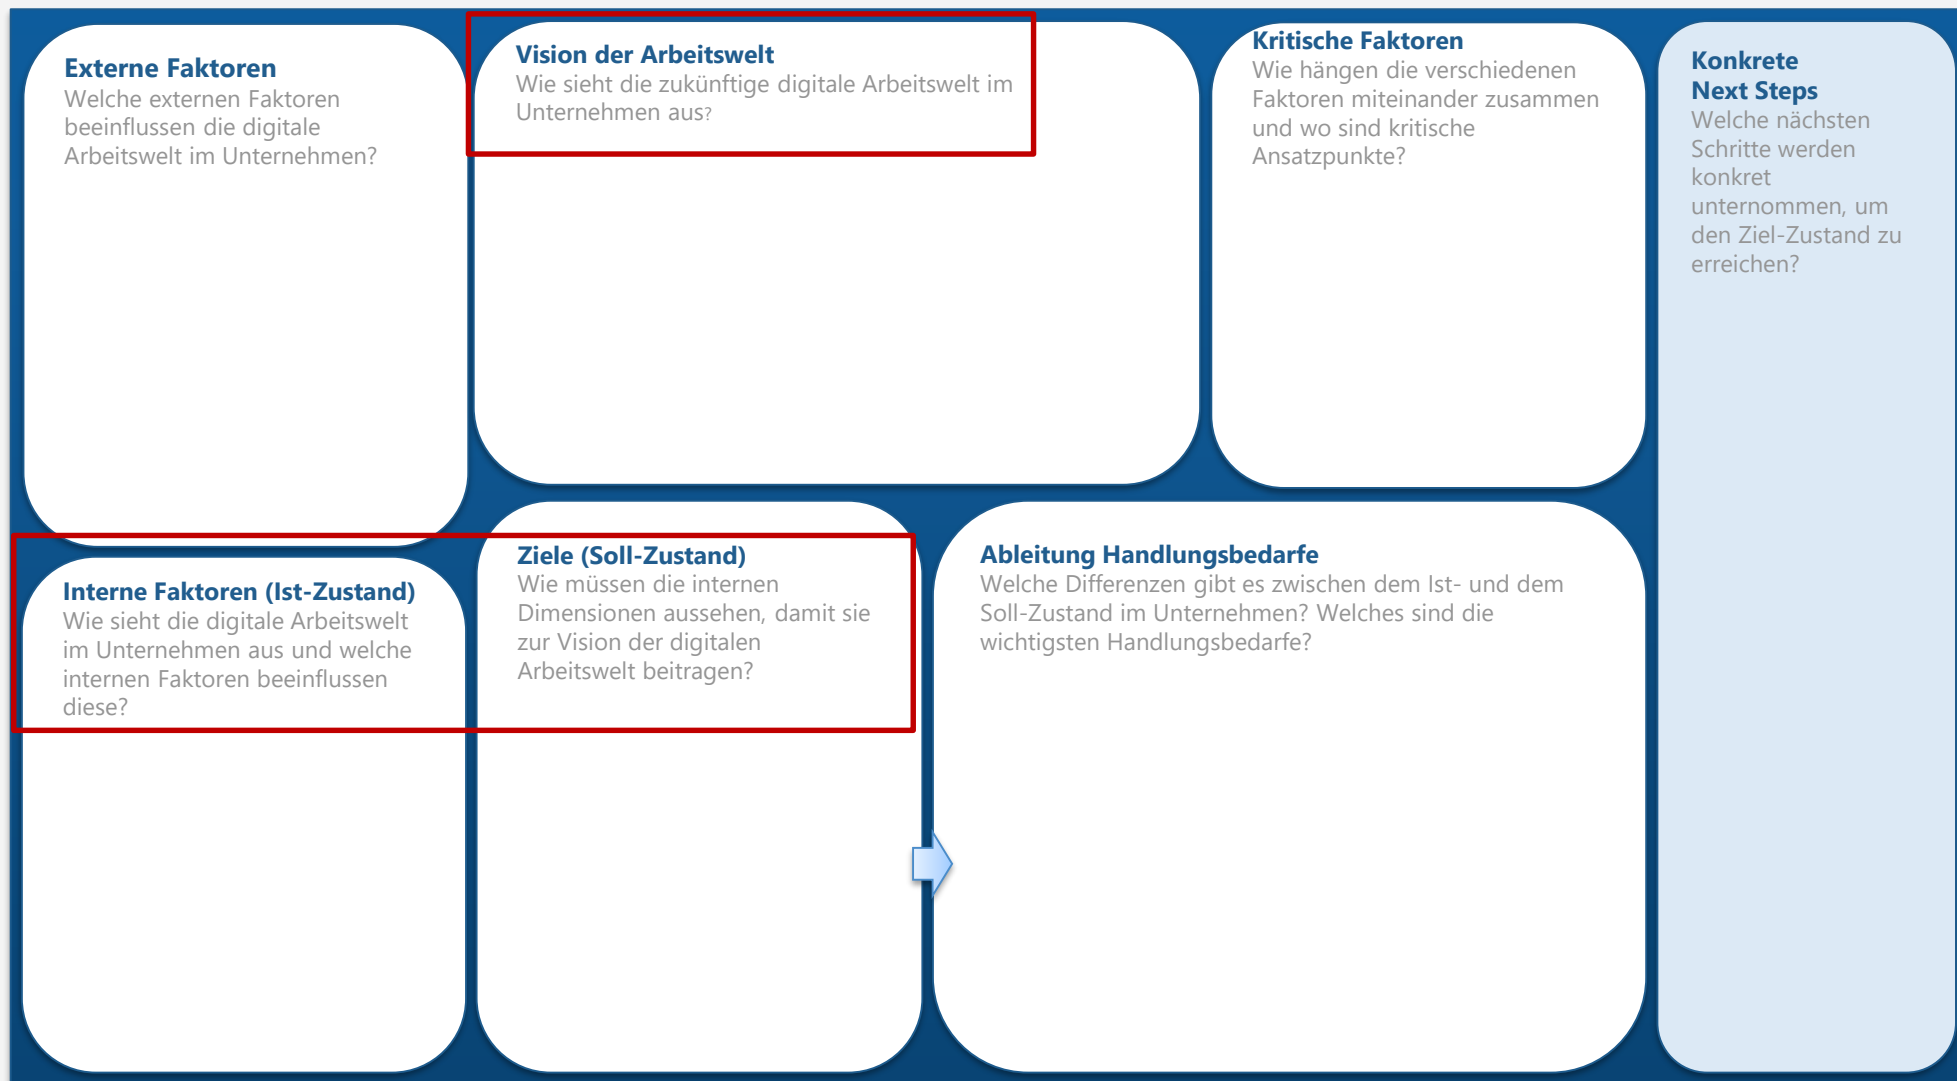 Externe Faktoren
Welche externen Faktoren
beeinflussen die digitale
Arbeitswelt im Unternehmen?
Vision der Arbeitswelt
Wie sieht die zukünftige digitale Arbeitswelt im
Unternehmen aus?
Kritische Faktoren
Wie hängen die verschiedenen
Faktoren miteinander zusammen
und wo sind kritische
Ansatzpunkte?
Konkrete
Next Steps
Welche nächsten
Schritte werden
konkret
unternommen, um
den Ziel-Zustand zu
erreichen?
Interne Faktoren (Ist-Zustand)
Wie sieht die digitale Arbeitswelt
im Unternehmen aus und welche
internen Faktoren beeinflussen
diese?
Ziele (Soll-Zustand)
Wie müssen die internen
Dimensionen aussehen, damit sie
zur Vision der digitalen
Arbeitswelt beitragen?
Ableitung Handlungsbedarfe
Welche Differenzen gibt es zwischen dem Ist- und dem
Soll-Zustand im Unternehmen? Welches sind die
wichtigsten Handlungsbedarfe?